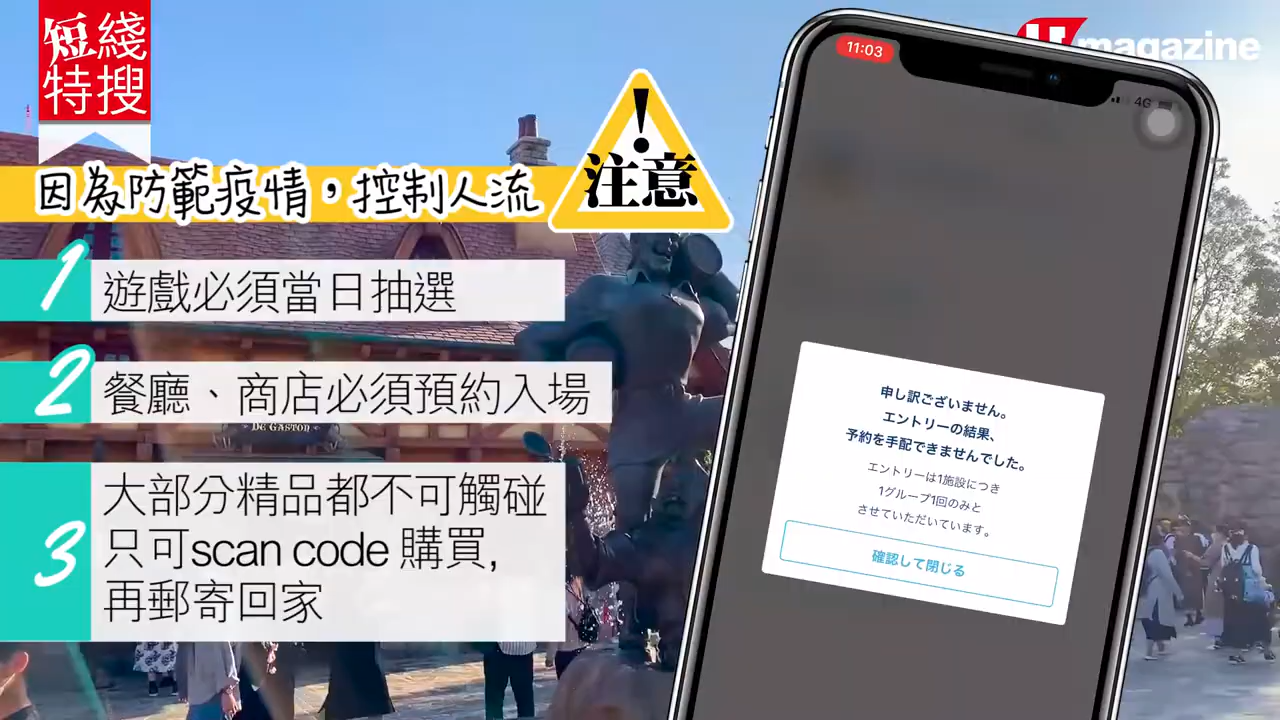 短綫
特搜
U magazine
因為防範疫情，控制人流
！
注意
1 遊戲必須當日抽選
2 餐廳、商店必須預約入場
3 大部分精品都不可觸碰
只可scan code 購買，
再郵寄回家
DE GASTON
11:03
4G
申し訳ございません。
エントリーの結果、
予約を手配できませんでした。
エントリーは1施設につき
1グループ1回のみと
させていただいています。
確認して閉じる